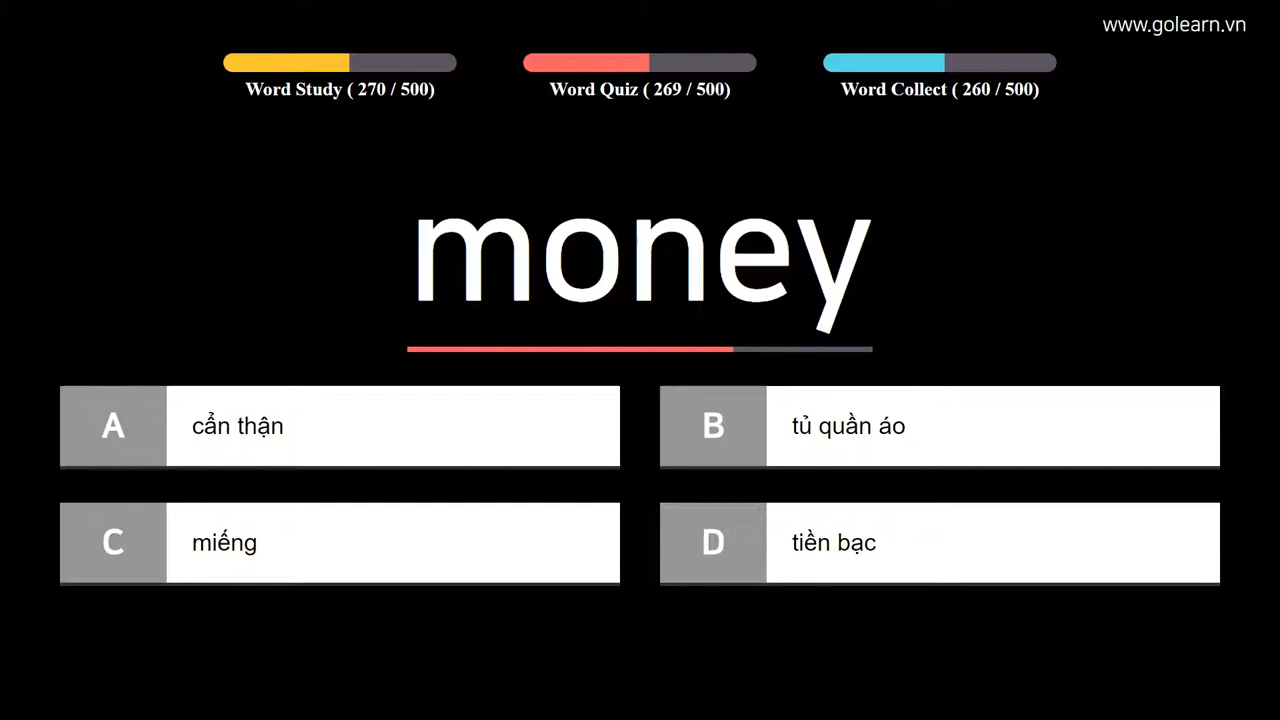 www.golearn.vn
Word Study ( 270 / 500)
Word Quiz ( 269 / 500)
Word Collect ( 260 / 500)
money
A cẩn thận
B tủ quần áo
C miếng
D tiền bạc